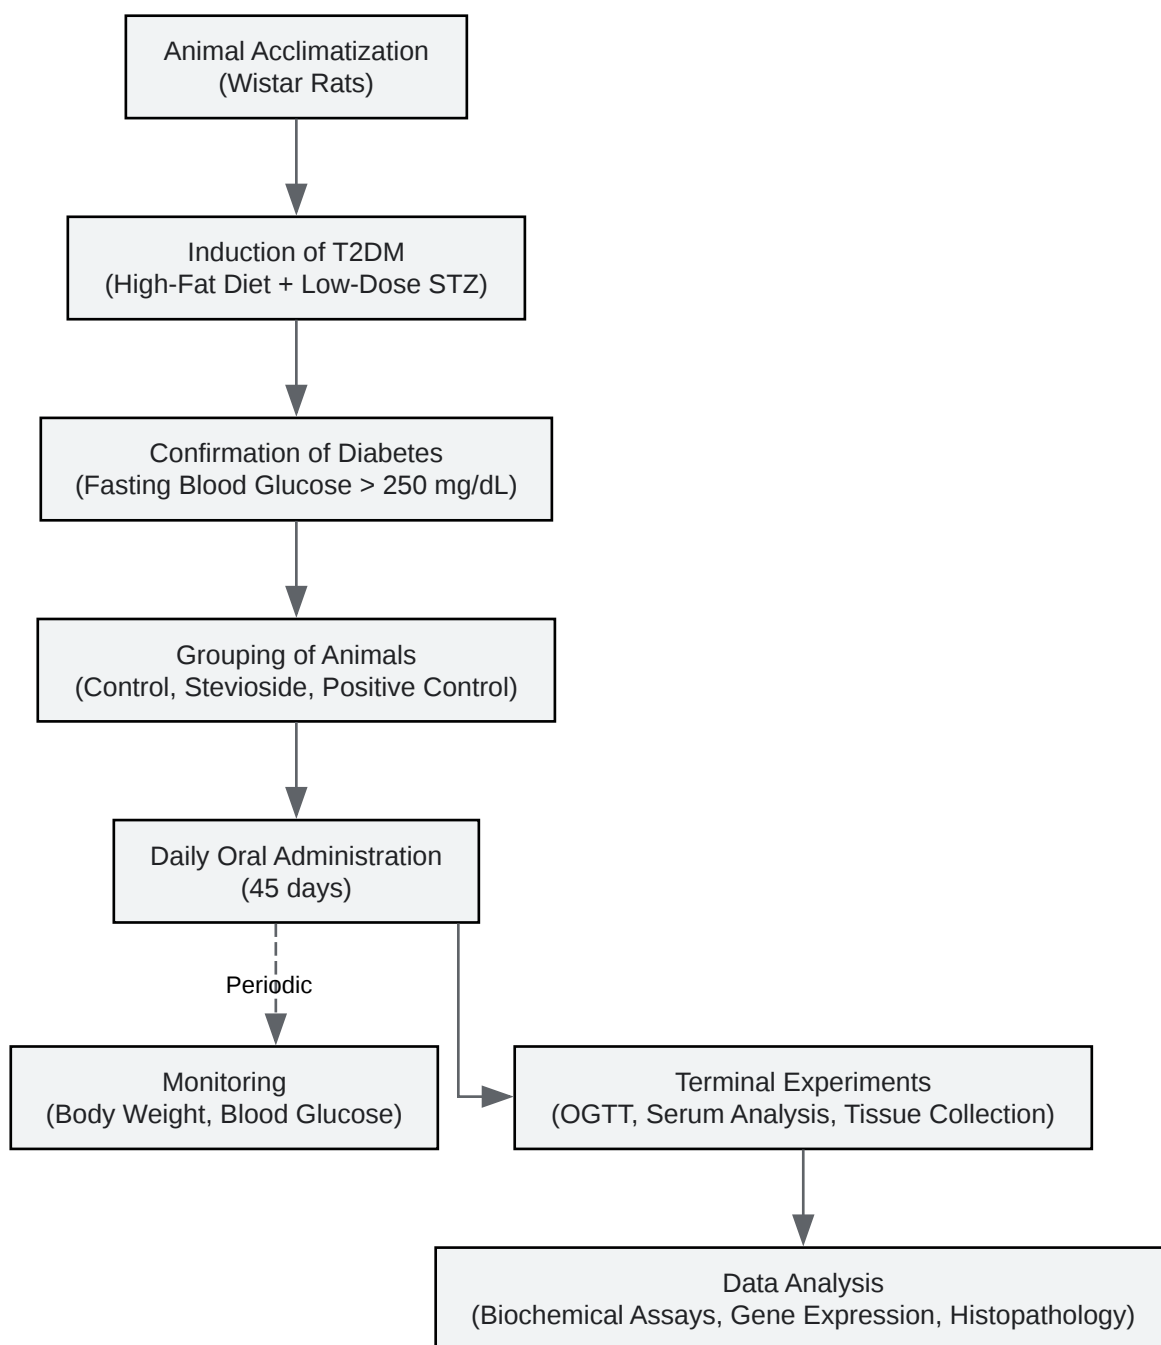 Animal Acclimatization
(Wistar Rats)
Induction of T2DM
(High-Fat Diet + Low-Dose STZ)
Confirmation of Diabetes
(Fasting Blood Glucose > 250 mg/dL)
Grouping of Animals
(Control, Stevioside, Positive Control)
Daily Oral Administration
(45 days)
Periodic
Monitoring
(Body Weight, Blood Glucose)
Terminal Experiments
(OGTT, Serum Analysis, Tissue Collection)
Data Analysis
(Biochemical Assays, Gene Expression, Histopathology)